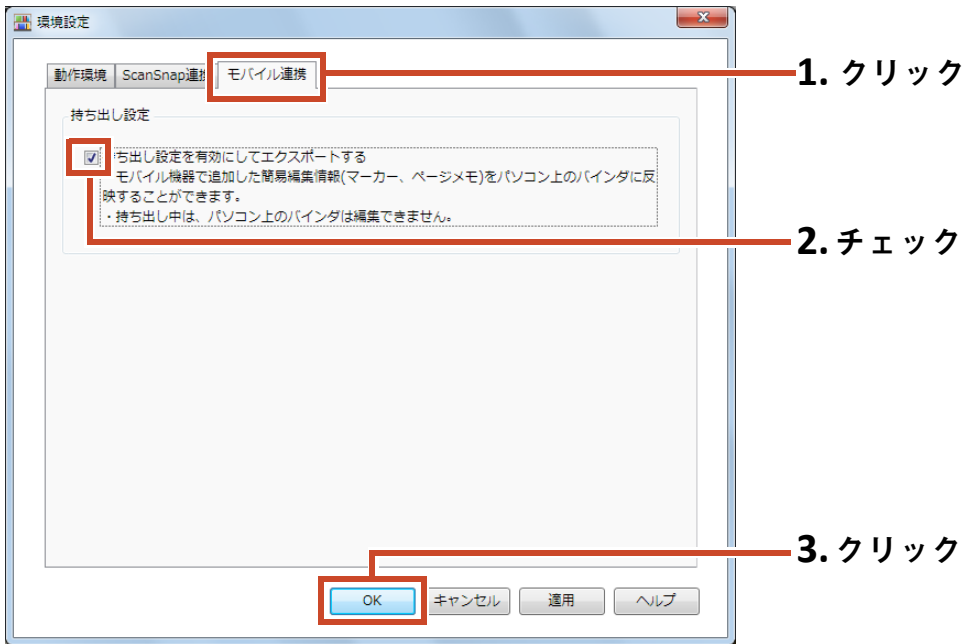 環境設定
動作環境 ScanSnap連携 モバイル連携
1. クリック
持ち出し設定
ち出し設定を有効にしてエクスポートする
モバイル機器で追加した簡易編集情報(マーカー、ページメモ)をパソコン上のバインダに反
映することができます。
・持ち出し中は、パソコン上のバインダは編集できません。
2. チェック
3. クリック
OK キャンセル 適用 ヘルプ